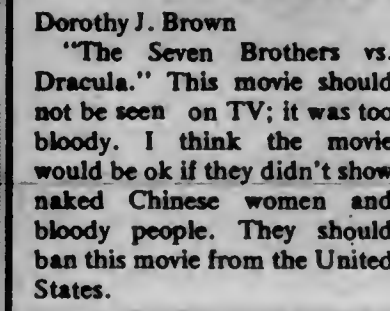 Dorothy J. Brown
"The Seven Brothers vs.
Dracula." This movie should
not be seen on TV; it was too
bloody. I think the movie
would be ok if they didn't show
naked Chinese women and
bloody people. They should
ban this movie from the United
States.